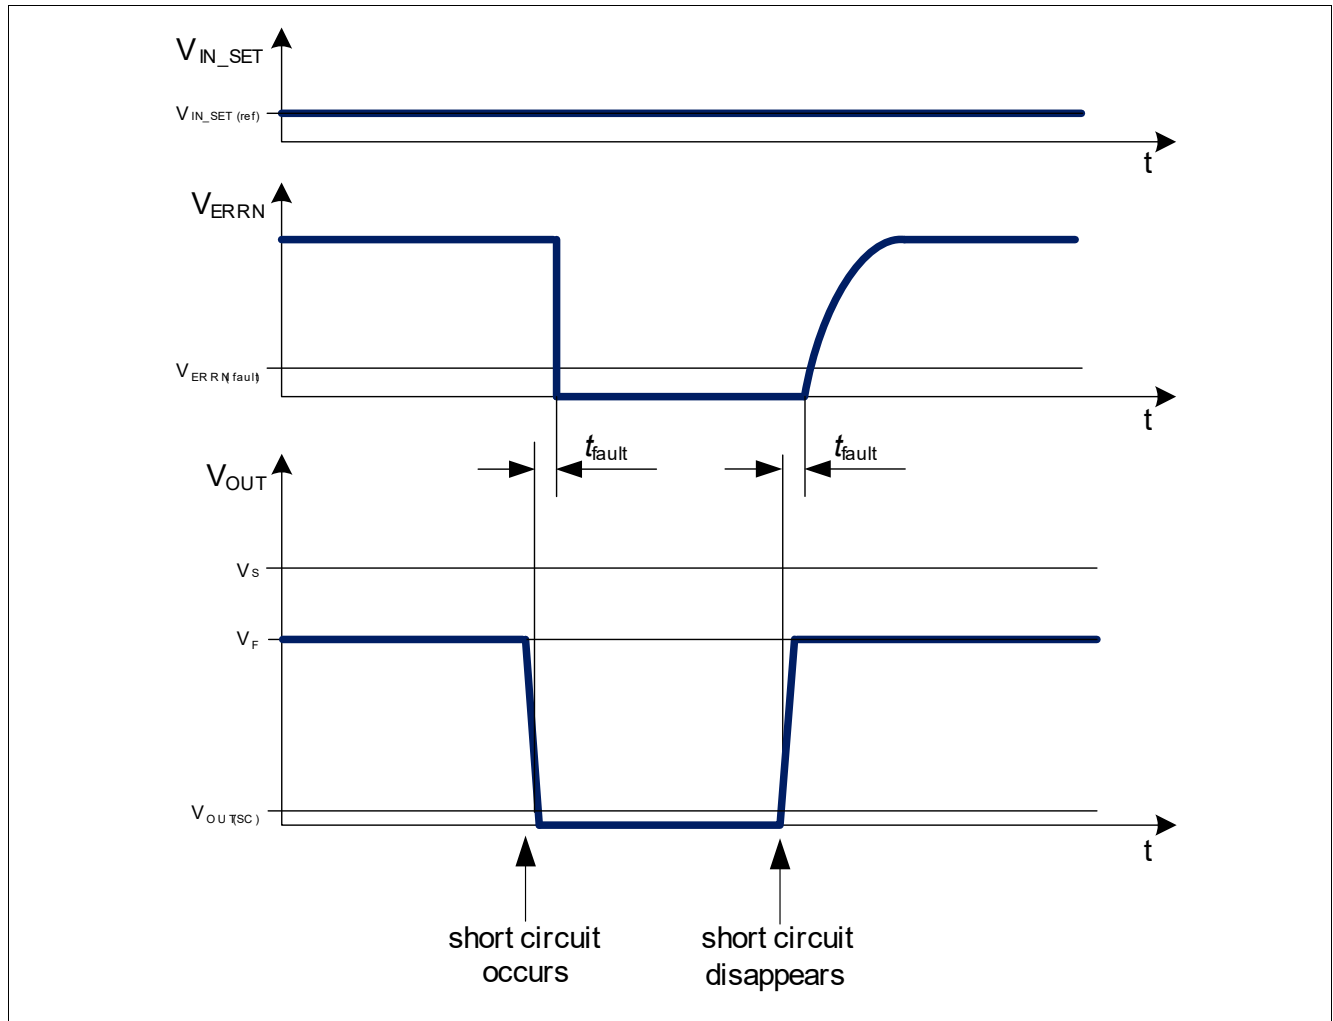 VIN_SET
VIN_SET (ref)
t
VERRN
VERRN(fault)
t
tfault
tfault
VOUT
VS
VF
VOUT(SC)
t
short circuit
occurs
short circuit
disappears